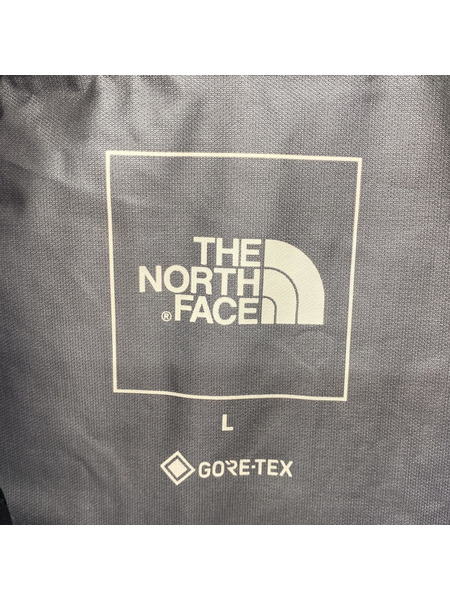 THE
NORTH
® FACE
L
GORE-TEX